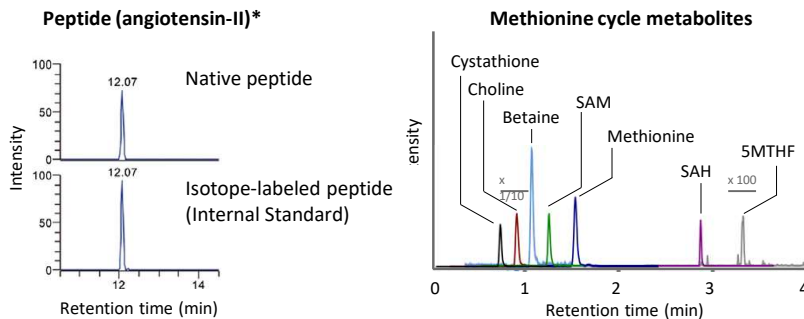 Peptide (angiotensin-II)*
100
12.07
Native peptide
50
0
Intensity
100
12.07
Isotope-labeled peptide
(Internal Standard)
50
0
12
14
Retention time (min)
Methionine cycle metabolites
Cystathione
Choline
Betaine
SAM
Methionine
SAH
5MTHF
x
1/10
x 100
ensity
0
1
2
3
4
Retention time (min)